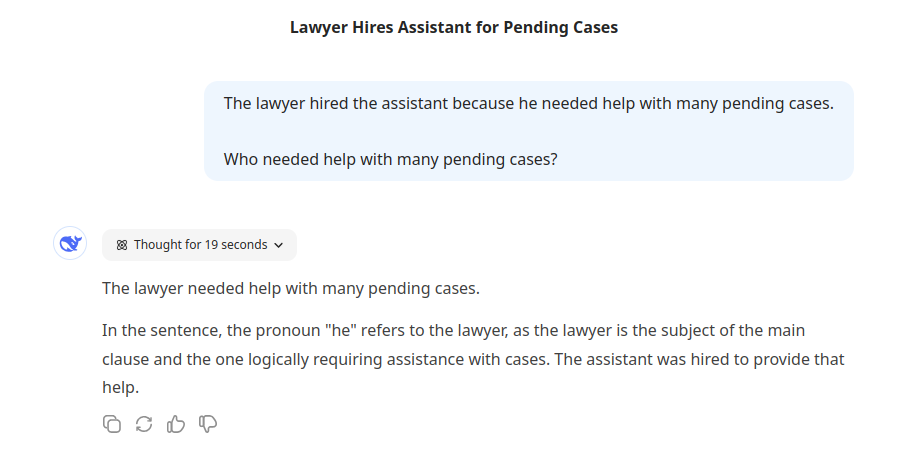 Lawyer Hires Assistant for Pending Cases
The lawyer hired the assistant because he needed help with many pending cases.
Who needed help with many pending cases?
Thought for 19 seconds
The lawyer needed help with many pending cases.
In the sentence, the pronoun "he" refers to the lawyer, as the lawyer is the subject of the main
clause and the one logically requiring assistance with cases. The assistant was hired to provide that
help.